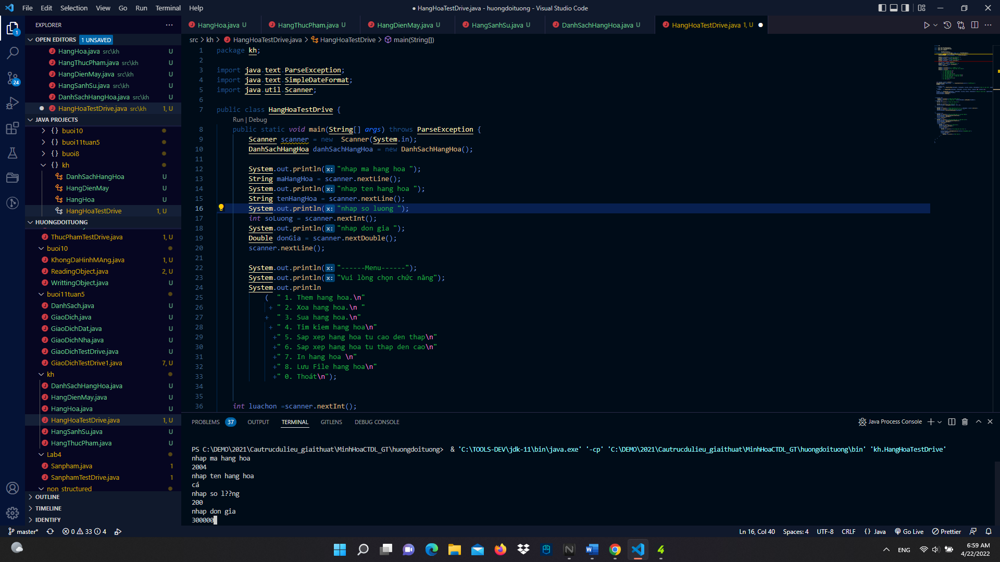 File Edit Selection View Go Run Terminal Help
● HangHoaTestDrive.java - huongdoituong - Visual Studio Code
EXPLORER
OPEN EDITORS 1 UNSAVED
HangHoa.java src\kh U
HangThucPham.java src\kh U
HangDienMay.java src\kh U
HangSanhSu.java src\kh U
DanhSachHangHoa.java src\kh U
HangHoaTestDrive.java src\kh 1, U
JAVA PROJECTS
{} buoi10
{} buoi11tuan5
{} buoi8
{} kh
DanhSachHangHoa U
HangDienMay U
HangHoa U
HangHoaTestDrive 1, U
HUONGDOITUONG
ThucPhamTestDrive.java 1, U
buoi10
KhongDaHinhMAng.java 1, U
ReadingObject.java 2, U
WrittingObject.java U
buoi11tuan5
DanhSach.java U
GiaoDich.java U
GiaoDichDat.java U
GiaoDichNha.java U
GiaoDichTestDrive.java U
GiaoDichTestDrive1.java 7, U
kh
DanhSachHangHoa.java U
HangDienMay.java U
HangHoa.java U
HangHoaTestDrive.java 1, U
HangSanhSu.java U
HangThucPham.java U
Lab4
Sanpham.java 1
SanphamTestDrive.java 1
non structured
OUTLINE
TIMELINE
IDENTIFY
1
24
HangHoa.java U HangThucPham.java U HangDienMay.java U HangSanhSu.java U DanhSachHangHoa.java U HangHoaTestDrive.java 1, U
src > kh > HangHoaTestDrive.java > HangHoaTestDrive > main(String[])
1 package kh;
2
3 import java.text.ParseException;
4 import java.text.SimpleDateFormat;
5 import java.util.Scanner;
6
7 public class HangHoaTestDrive {
Run | Debug
8 public static void main(String[] args) throws ParseException {
9 Scanner scanner = new  Scanner(System.in);
10 DanhSachHangHoa danhSachHangHoa = new DanhSachHangHoa();
11
12 System.out.println(x: "nhap ma hang hoa ");
13 String maHangHoa = scanner.nextLine();
14 System.out.println(x: "nhap ten hang hoa ");
15 String tenHangHoa = scanner.nextLine();
16 System.out.println(x: "nhap so luong ");
17 int soLuong = scanner.nextInt();
18 System.out.println(x: "nhap don gia ");
19 Double donGia = scanner.nextDouble();
20 scanner.nextLine();
21
22 System.out.println(x: "------Menu------");
23 System.out.println(x: "Vui lòng chọn chức năng");
24 System.out.println
25 (  " 1. Them hang hoa.\n"
26 + " 2. Xoa hang hoa.\n "
27 +  " 3. Sua hang hoa.\n"
28 + " 4. Tim kiem hang hoa\n"
29 +" 5. Sap xep hang hoa tu cao den thap\n"
30 +" 6. Sap xep hang hoa tu thap den cao\n"
31 +" 7. In hang hoa \n"
32 +" 8. Lưu File hang hoa\n"
33 +" 0. Thoát\n");
34
35
36 int luachon =scanner.nextInt();
PROBLEMS 37 OUTPUT TERMINAL GITLENS DEBUG CONSOLE
Java Process Console
PS C:\DEMO\2021\Cautrucdulieu_giaithuat\MinhHoaCTDL_GT\huongdoituong>  & 'C:\TOOLS-DEV\jdk-11\bin\java.exe' '-cp' 'C:\DEMO\2021\Cautrucdulieu_giaithuat\MinhHoaCTDL_GT\huongdoituong\bin' 'kh.HangHoaTestDrive'
nhap ma hang hoa
2004
nhap ten hang hoa
cá
nhap so l??ng
200
nhap don gia
300000
master* 0 33 4
Ln 16, Col 40 Spaces: 4 UTF-8 CRLF {} Java Go Live Prettier
ENG
6:59 AM
4/22/2022